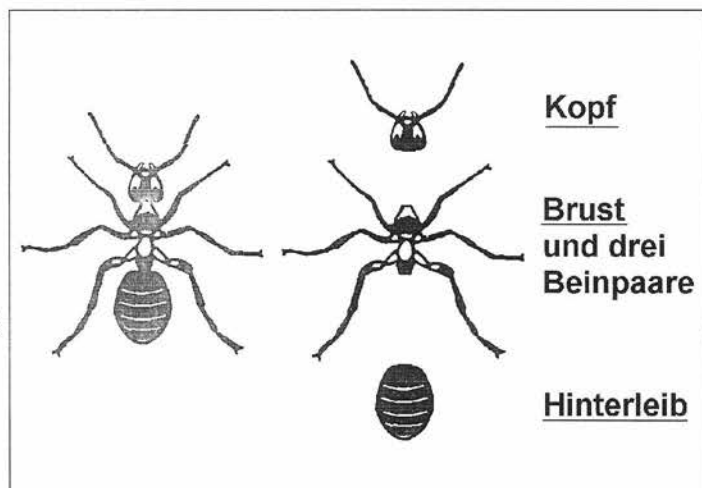 Kopf
Brust
und drei
Beinpaare
Hinterleib